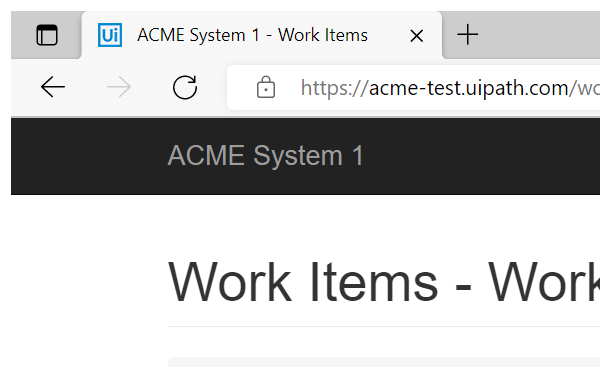 Ui ACME System 1 - Work Items
https://acme-test.uipath.com/wo
ACME System 1
Work Items - Work